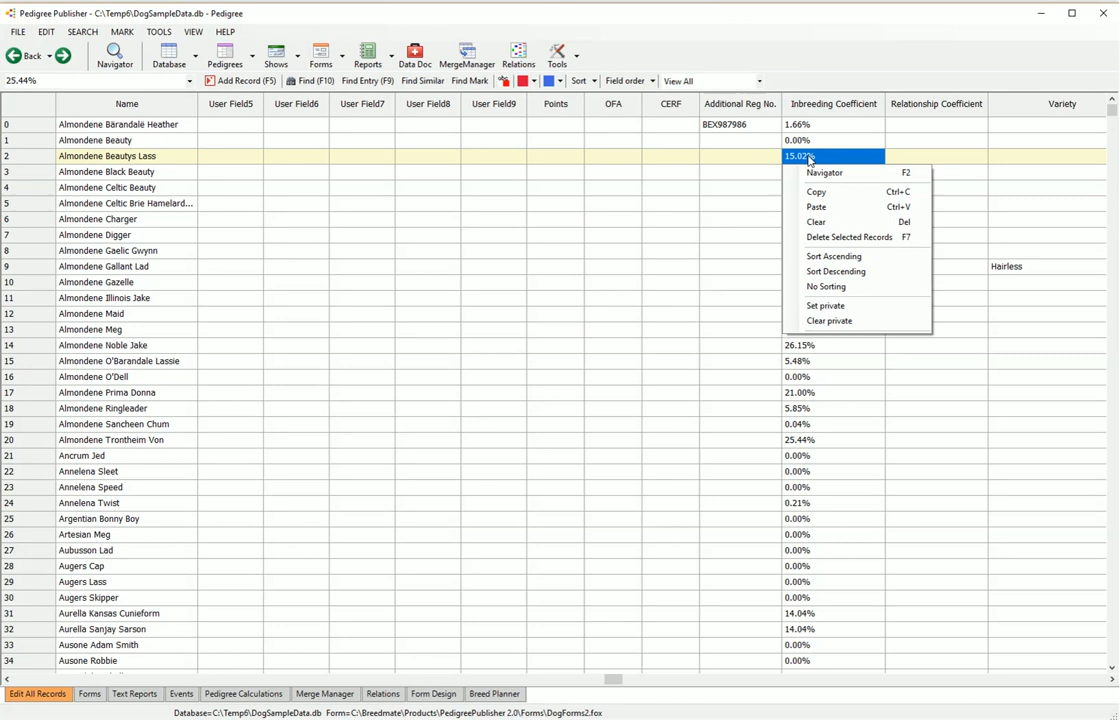 Pedigree Publisher - C:\Temp6\DogSampleData.db - Pedigree
FILE EDIT SEARCH MARK TOOLS VIEW HELP
Back Navigator Database Pedigrees Shows Forms Reports Data Doc MergeManager Relations Tools
25.44% Add Record (F5) Find (F10) Find Entry (F9) Find Similar Find Mark Sort Field order View All
Name User Field5 User Field6 User Field7 User Field8 User Field9 Points OFA CERF Additional Reg No. Inbreeding Coefficient Relationship Coefficient Variety
0 Almondene Bärandalë Heather BEX987986 1.66%
1 Almondene Beauty 0.00%
2 Almondene Beautys Lass 15.02%
3 Almondene Black Beauty
4 Almondene Celtic Beauty
5 Almondene Celtic Brie Hamelard...
6 Almondene Charger
7 Almondene Digger
8 Almondene Gaelic Gwynn
9 Almondene Gallant Lad Hairless
10 Almondene Gazelle
11 Almondene Illinois Jake
12 Almondene Maid
13 Almondene Meg
14 Almondene Noble Jake 26.15%
15 Almondene O'Barandale Lassie 5.48%
16 Almondene O'Dell 0.00%
17 Almondene Prima Donna 21.00%
18 Almondene Ringleader 5.85%
19 Almondene Sancheen Chum 0.04%
20 Almondene Trontheim Von 25.44%
21 Ancrum Jed 0.00%
22 Annelena Sleet 0.00%
23 Annelena Speed 0.00%
24 Annelena Twist 0.21%
25 Argentian Bonny Boy 0.00%
26 Artesian Meg 0.00%
27 Aubusson Lad 0.00%
28 Augers Cap 0.00%
29 Augers Lass 0.00%
30 Augers Skipper 0.00%
31 Aurella Kansas Cunieform 14.04%
32 Aurella Sanjay Sarson 14.04%
33 Ausone Adam Smith 0.00%
34 Ausone Robbie 0.00%
Navigator F2
Copy Ctrl+C
Paste Ctrl+V
Clear Del
Delete Selected Records F7
Sort Ascending
Sort Descending
No Sorting
Set private
Clear private
Edit All Records Forms Text Reports Events Pedigree Calculations Merge Manager Relations Form Design Breed Planner
Database=C:\Temp6\DogSampleData.db Form=C:\Breedmate\Products\PedigreePublisher 2.0\Forms\DogForms2.fox